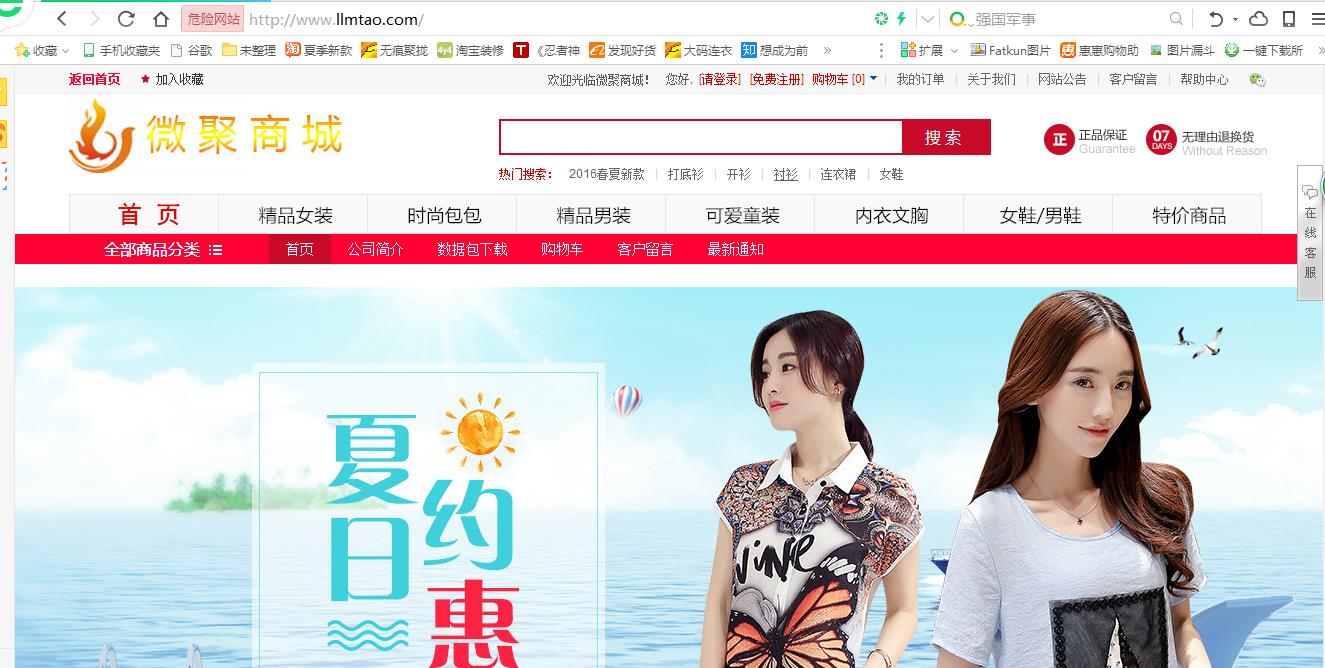 危险网站 http://www.llmtao.com/ 强国军事
收藏 手机收藏夹 谷歌 未整理 淘 夏季新款 无痕聚拢 4y4 淘宝装修 T 《忍者神 发现好货 大码连衣 知 想成为前 » 扩展 Fatkun图片 惠 惠惠购物助 图片漏斗 一键下载所
返回首页 ★ 加入收藏 欢迎光临微聚商城! 您好, [请登录] [免费注册] 购物车 [0] 我的订单 关于我们 网站公告 客户留言 帮助中心
微聚商城
搜 索
正 正品保证
Guarantee
07
DAYS
无理由退换货
Without Reason
热门搜索: 2016春夏新款 打底衫 开衫 衬衫 连衣裙 女鞋
首 页 精品女装 时尚包包 精品男装 可爱童装 内衣文胸 女鞋/男鞋 特价商品
全部商品分类 首页 公司简介 数据包下载 购物车 客户留言 最新通知
在线客服
夏日
约惠